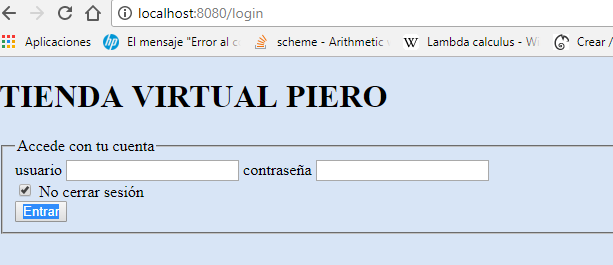 localhost:8080/login
Aplicaciones El mensaje "Error al c scheme - Arithmetic Lambda calculus - W Crear /
TIENDA VIRTUAL PIERO
Accede con tu cuenta
usuario contraseña
No cerrar sesión
Entrar